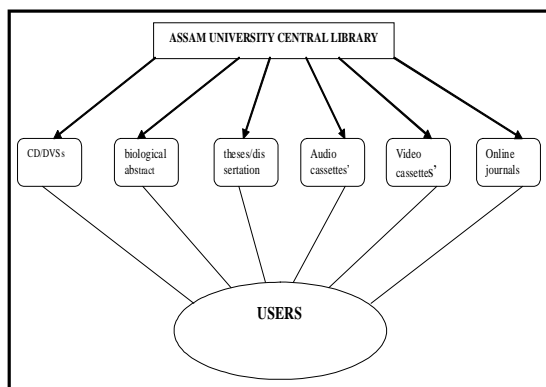 ASSAM UNIVERSITY CENTRAL LIBRARY
CD/DVSs
biological
abstract
theses/dis
sertation
Audio
cassettes'
Video
cassetteS'
Online
journals
USERS